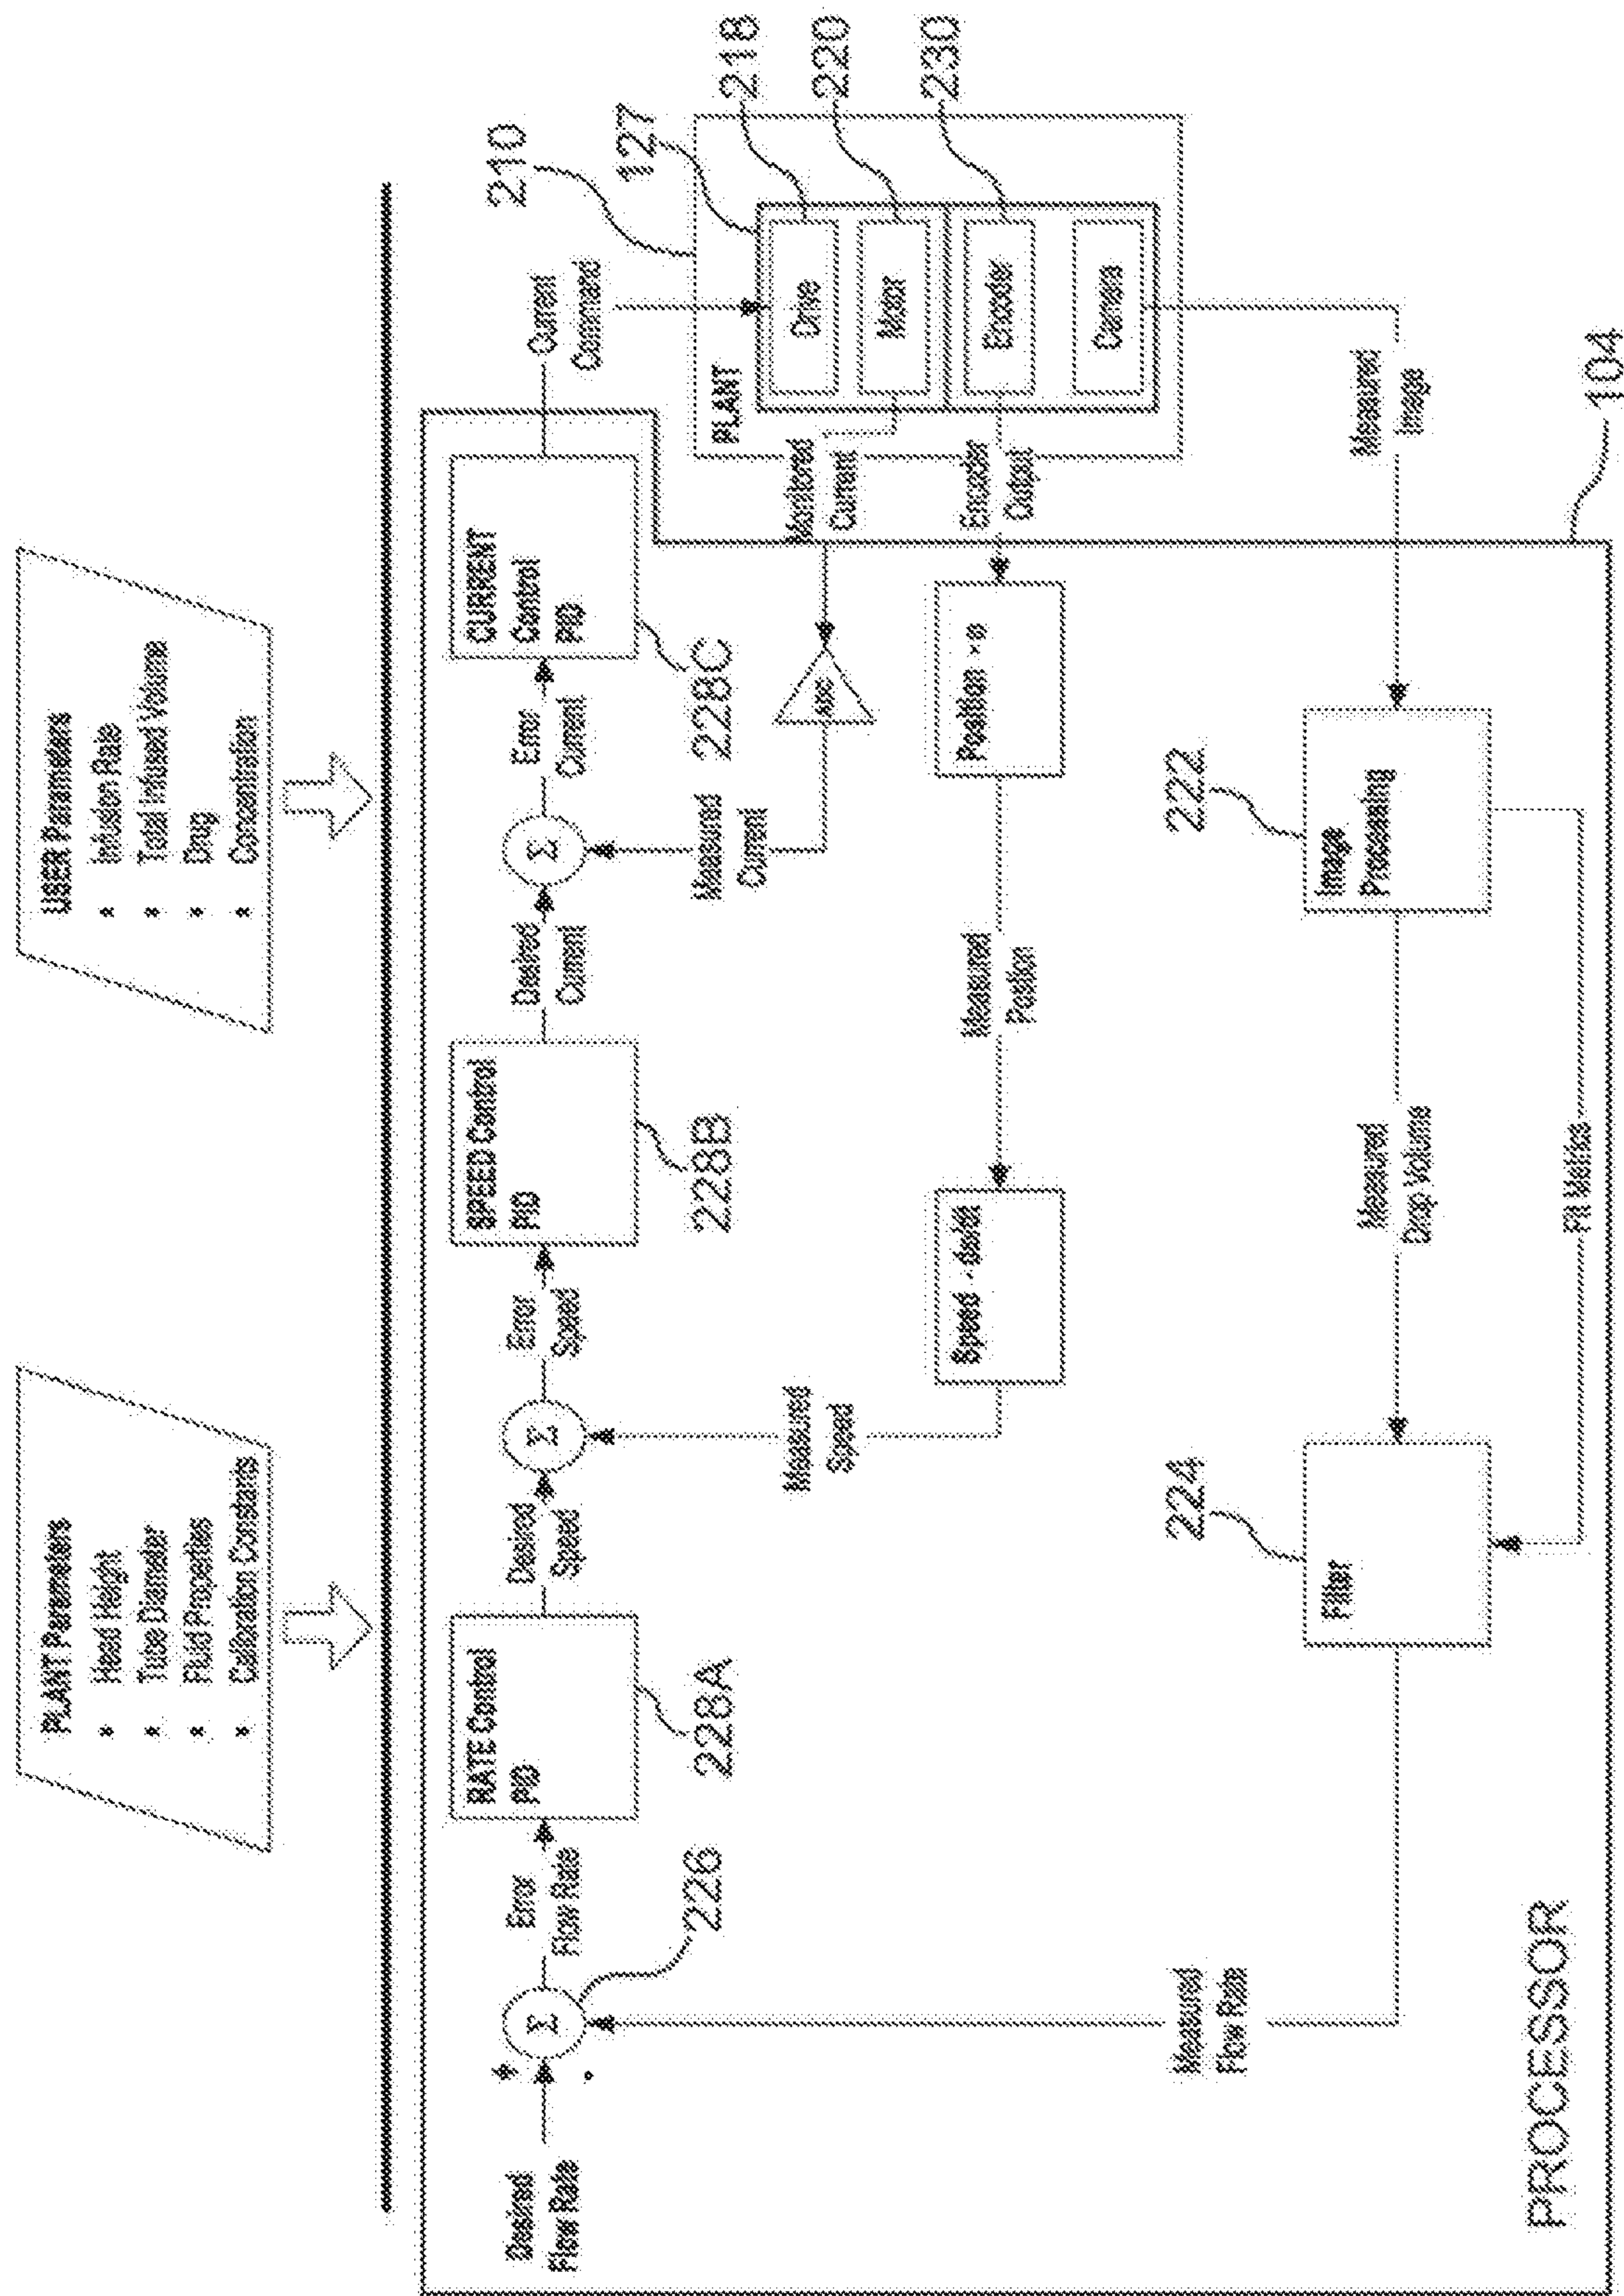 PLANT Parameters
• Head Height
• Tube Diameter
• Fluid Properties
• Calibration Constants
USER Parameters
• Infusion Rate
• Total Infused Volume
• Drug
• Concentration
Desired
Flow Rate
+
-
Σ
226
Error
Flow Rate
RATE Control
PID
228A
Desired
Speed
Σ
Error
Speed
SPEED Control
PID
228B
Desired
Current
Σ
Error
Current
CURRENT
Control
PID
228C
Current
Command
210
127
218
220
230
PLANT
Drive
Motor
Encoder
Camera
Monitored
Current
Measured
Current
Encoder
Output
Position
Measured
Position
Speed
Measured
Speed
Measured
Image
104
222
Image
Processing
Measured
Drop Volume
Fit Metrics
224
Filter
Measured
Flow Rate
PROCESSOR